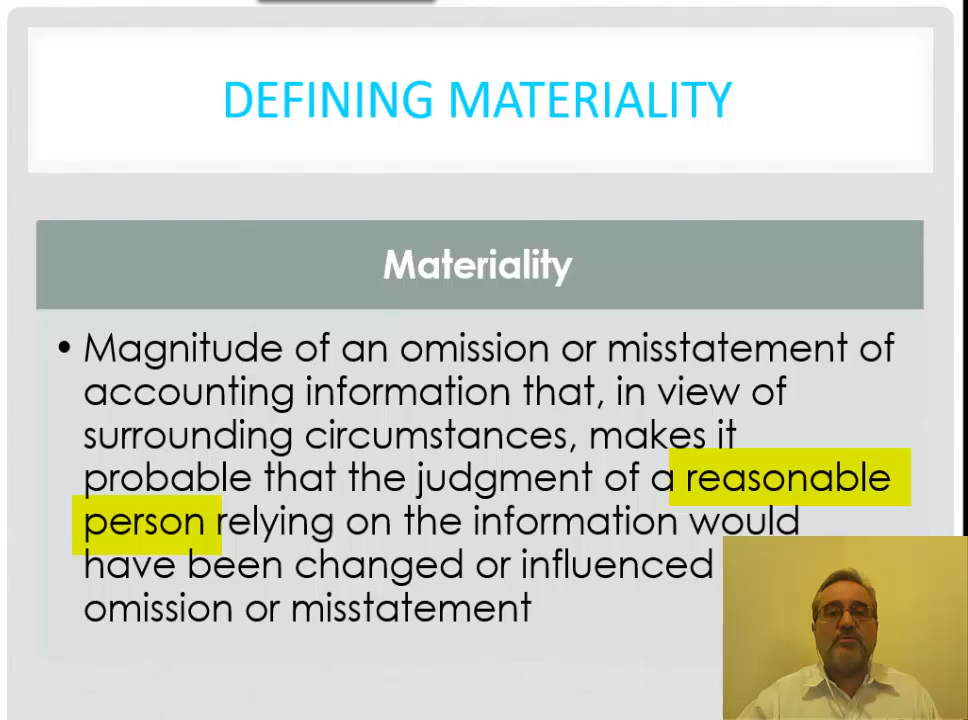 DEFINING MATERIALITY
Materiality
• Magnitude of an omission or misstatement of
accounting information that, in view of
surrounding circumstances, makes it
probable that the judgment of a reasonable
person relying on the information would
have been changed or influenced
omission or misstatement